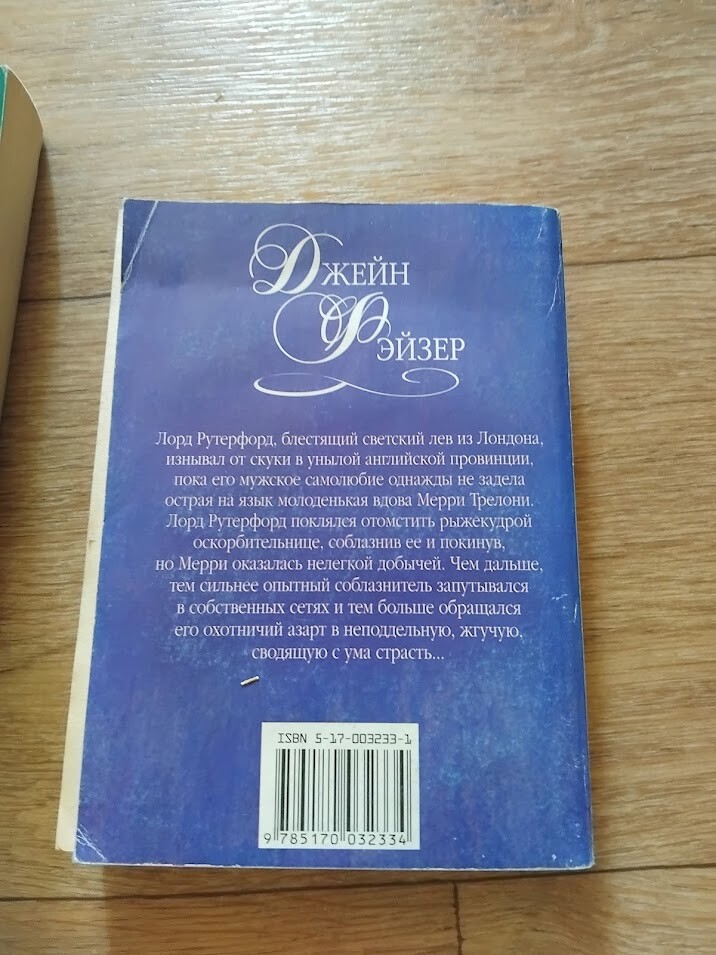 ДЖЕЙН
ФЭЙЗЕР
Лорд Рутерфорд, блестящий светский лев из Лондона,
изнывал от скуки в унылой английской провинции,
пока его мужское самолюбие однажды не задела
острая на язык молоденькая вдова Мерри Трелони.
Лорд Рутерфорд поклялся отомстить рыжекудрой
оскорбительнице, соблазнив ее и покинув,
но Мерри оказалась нелегкой добычей. Чем дальше,
тем сильнее опытный соблазнитель запутывался
в собственных сетях и тем больше обращался
его охотничий азарт в неподдельную, жгучую,
сводящую с ума страсть...
ISBN 5-17-003233-1
9 785170 032334